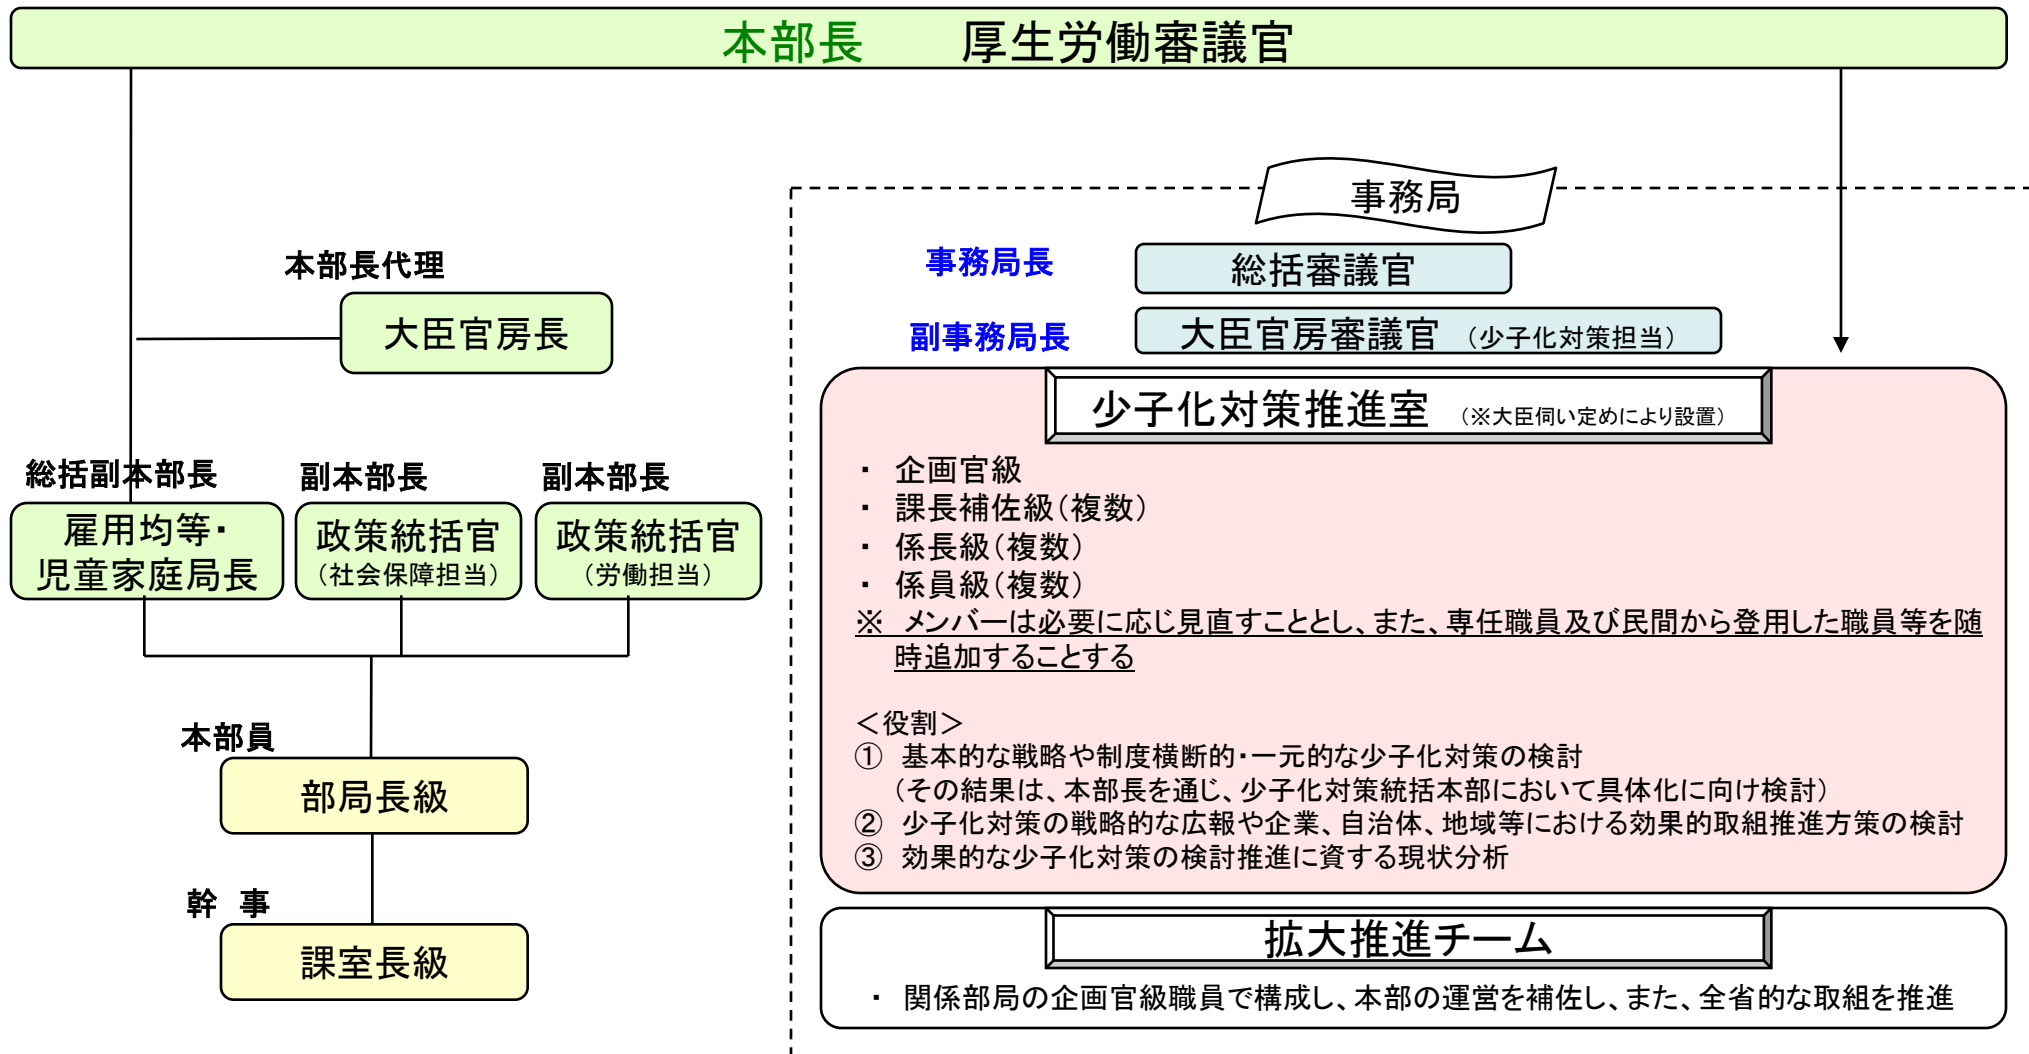 本部長　厚生労働審議官
本部長代理
大臣官房長
総括副本部長
雇用均等・
児童家庭局長
副本部長
政策統括官
（社会保障担当）
副本部長
政策統括官
（労働担当）
本部員
部局長級
幹　事
課室長級
事務局
事務局長
総括審議官
副事務局長
大臣官房審議官　（少子化対策担当）
少子化対策推進室　（※大臣伺い定めにより設置）
・　企画官級
・　課長補佐級（複数）
・　係長級（複数）
・　係員級（複数）
※　メンバーは必要に応じ見直すこととし、また、専任職員及び民間から登用した職員等を随
時追加することする
＜役割＞
①　基本的な戦略や制度横断的・一元的な少子化対策の検討
（その結果は、本部長を通じ、少子化対策統括本部において具体化に向け検討）
②　少子化対策の戦略的な広報や企業、自治体、地域等における効果的取組推進方策の検討
③　効果的な少子化対策の検討推進に資する現状分析
拡大推進チーム
・　関係部局の企画官級職員で構成し、本部の運営を補佐し、また、全省的な取組を推進